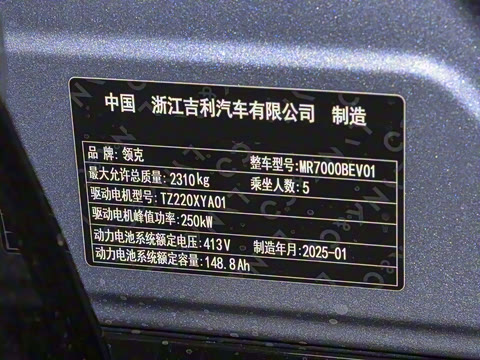 中国 浙江吉利汽车有限公司 制造
品 牌:领克 整车型号:MR7000BEV01
最大允许总质量:2310kg 乘坐人数:5
驱动电机型号:TZ220XYA01
驱动电机峰值功率:250kW
动力电池系统额定电压:413V 制造年月:2025-01
动力电池系统额定容量:148.8Ah